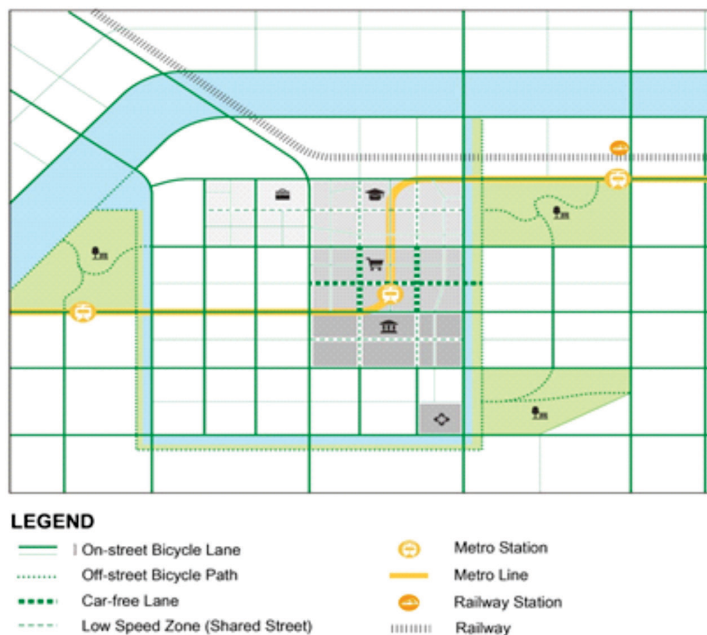 LEGEND
On-street Bicycle Lane
Off-street Bicycle Path
Car-free Lane
Low Speed Zone (Shared Street)
Metro Station
Metro Line
Railway Station
Railway